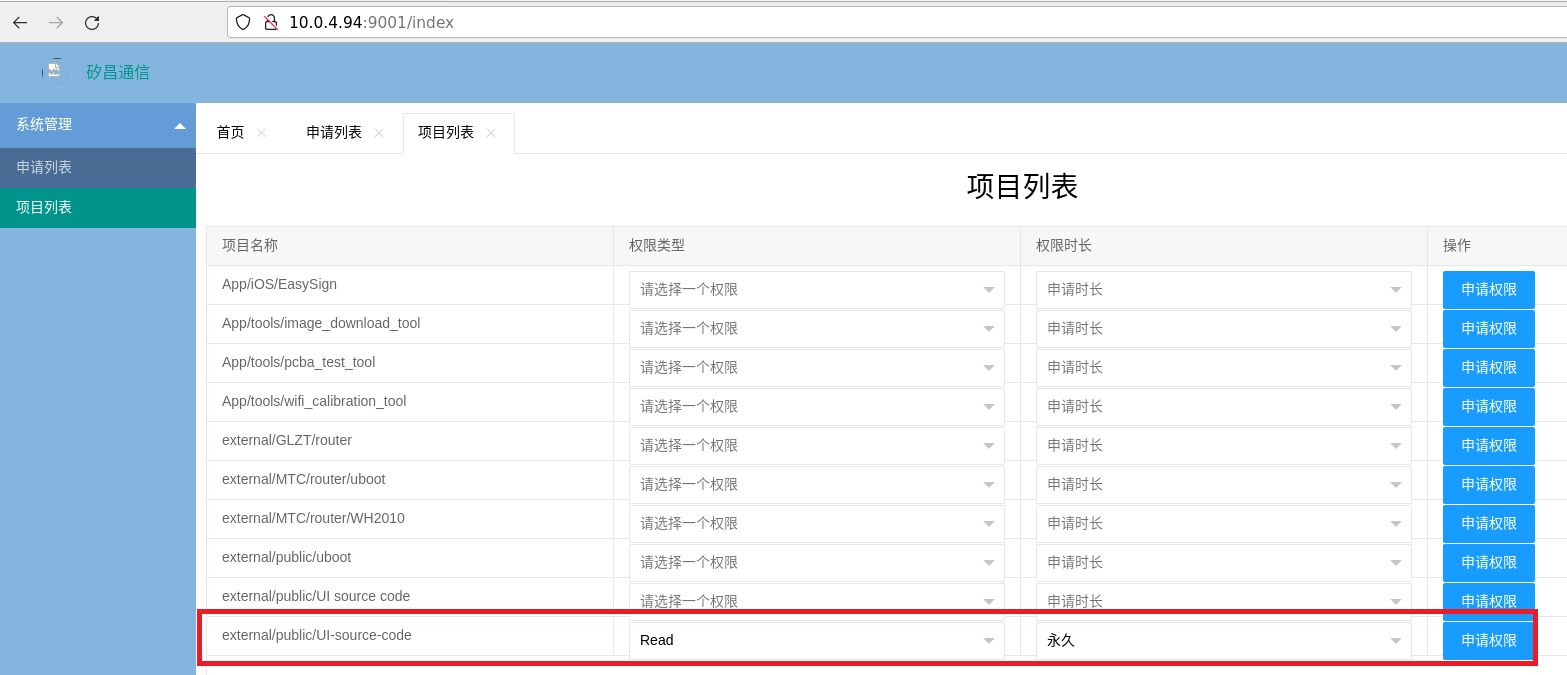 10.0.4.94:9001/index
矽昌通信
系统管理
申请列表
项目列表
首页 申请列表 项目列表
项目列表
项目名称 权限类型 权限时长 操作
App/iOS/EasySign 请选择一个权限 申请时长 申请权限
App/tools/image_download_tool 请选择一个权限 申请时长 申请权限
App/tools/pcba_test_tool 请选择一个权限 申请时长 申请权限
App/tools/wifi_calibration_tool 请选择一个权限 申请时长 申请权限
external/GLZT/router 请选择一个权限 申请时长 申请权限
external/MTC/router/uboot 请选择一个权限 申请时长 申请权限
external/MTC/router/WH2010 请选择一个权限 申请时长 申请权限
external/public/uboot 请选择一个权限 申请时长 申请权限
external/public/UI source code 请选择一个权限 申请时长 申请权限
external/public/UI-source-code Read 永久 申请权限